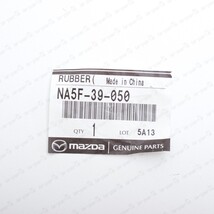 RUBBER( Made in China
NA5F-39-050
QTY 1 LOT 5A13
mazda GENUINE PARTS